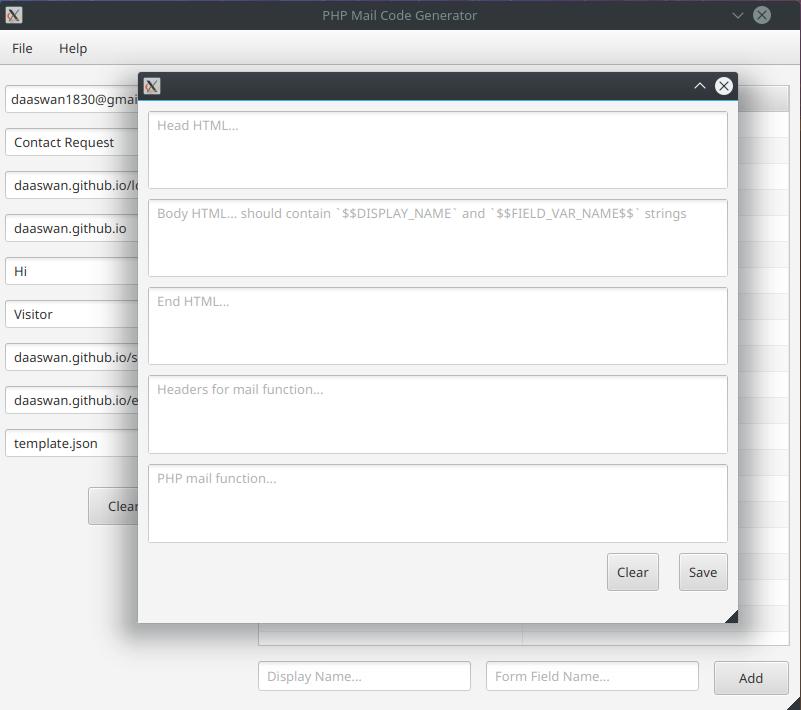 PHP Mail Code Generator
File Help
daaswan1830@gmai
Contact Request
daaswan.github.io/lo
daaswan.github.io
Hi
Visitor
daaswan.github.io/s
daaswan.github.io/e
template.json
Clear
Head HTML...
Body HTML... should contain `$$DISPLAY_NAME` and `$$FIELD_VAR_NAME$$` strings
End HTML...
Headers for mail function...
PHP mail function...
Clear Save
Display Name... Form Field Name... Add